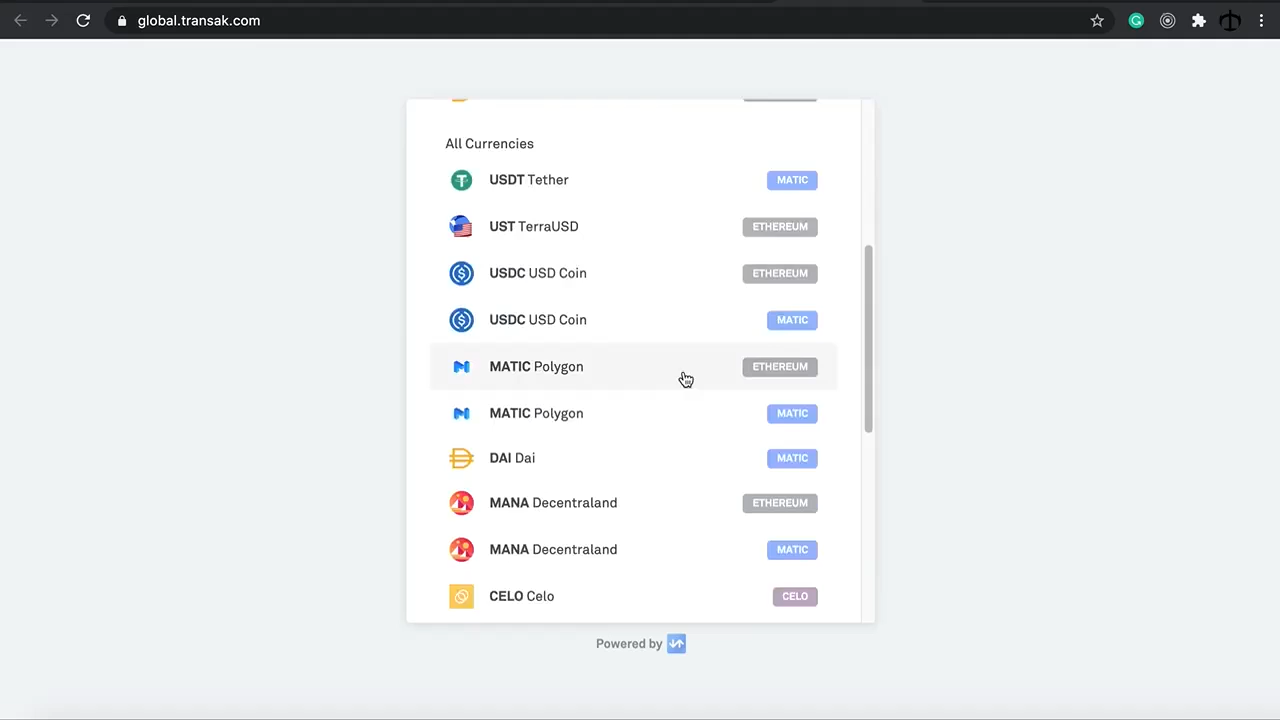 global.transak.com
All Currencies
USDT Tether MATIC
UST TerraUSD ETHEREUM
USDC USD Coin ETHEREUM
USDC USD Coin MATIC
MATIC Polygon ETHEREUM
MATIC Polygon MATIC
DAI Dai MATIC
MANA Decentraland ETHEREUM
MANA Decentraland MATIC
CELO Celo CELO
Powered by